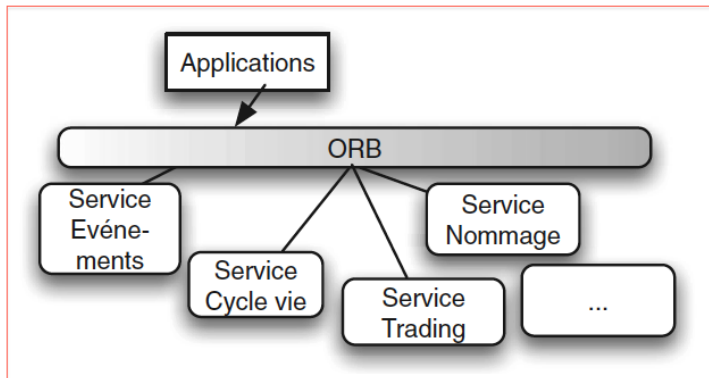 Applications
ORB
Service
Evéne-
ments
Service
Cycle vie
Service
Trading
Service
Nommage
...